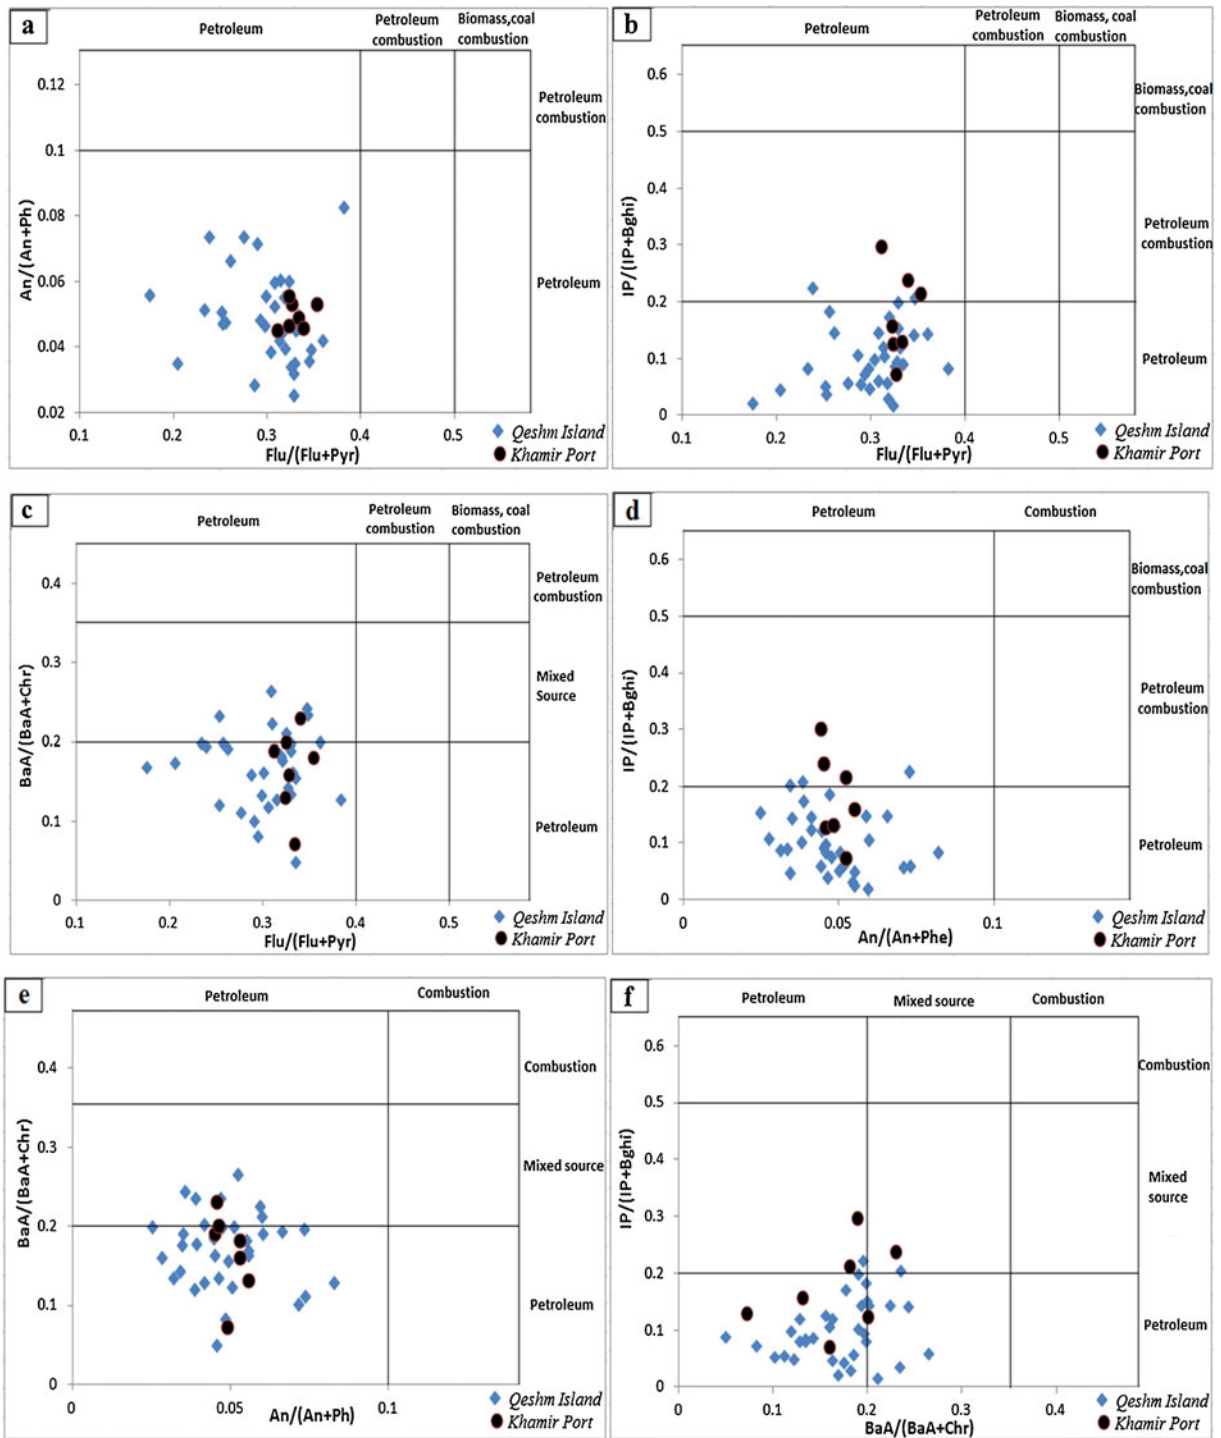 a
Petroleum
Petroleum
combustion
Biomass,coal
combustion
0.12
0.1
0.08
0.06
0.04
0.02
An/(An+Ph)
Petroleum
combustion
Petroleum
0.1 0.2 0.3 0.4 0.5
Flu/(Flu+Pyr)
Qeshm Island
Khamir Port
b
Petroleum
Petroleum
combustion
Biomass, coal
combustion
0.6
0.5
0.4
0.3
0.2
0.1
0
IP/(IP+Bghi)
Biomass,coal
combustion
Petroleum
combustion
Petroleum
0.1 0.2 0.3 0.4 0.5
Flu/(Flu+Pyr)
Qeshm Island
Khamir Port
c
Petroleum
Petroleum
combustion
Biomass, coal
combustion
0.4
0.3
0.2
0.1
0
BaA/(BaA+Chr)
Petroleum
combustion
Mixed
Source
Petroleum
0.1 0.2 0.3 0.4 0.5
Flu/(Flu+Pyr)
Qeshm Island
Khamir Port
d
Petroleum
Combustion
0.6
0.5
0.4
0.3
0.2
0.1
0
IP/(IP+Bghi)
Biomass,coal
combustion
Petroleum
combustion
Petroleum
0 0.05 0.1
An/(An+Phe)
Qeshm Island
Khamir Port
e
Petroleum
Combustion
0.4
0.3
0.2
0.1
0
BaA/(BaA+Chr)
Combustion
Mixed source
Petroleum
0 0.05 0.1
An/(An+Ph)
Qeshm Island
Khamir Port
f
Petroleum
Mixed source
Combustion
0.6
0.5
0.4
0.3
0.2
0.1
0
IP/(IP+Bghi)
Combustion
Mixed
source
Petroleum
0 0.1 0.2 0.3 0.4
BaA/(BaA+Chr)
Qeshm Island
Khamir Port